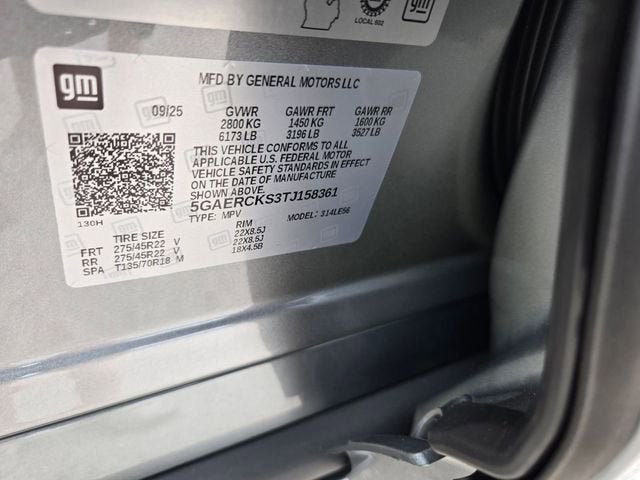 LOCAL 602
gm
gm
MFD BY GENERAL MOTORS LLC
09/25 GVWR GAWR FRT GAWR RR
2800 KG 1450 KG 1600 KG
6173 LB 3196 LB 3527 LB
THIS VEHICLE CONFORMS TO ALL
APPLICABLE U.S. FEDERAL MOTOR
VEHICLE SAFETY STANDARDS IN EFFECT
ON THE DATE OF MANUFACTURE
SHOWN ABOVE.
5GAERCKS3TJ158361
TYPE: MPV MODEL: 314LE56
130H
TIRE SIZE RIM
FRT 275/45R22 V 22X8.5J
RR 275/45R22 V 22X8.5J
SPA T135/70R18 M 18X4.5B